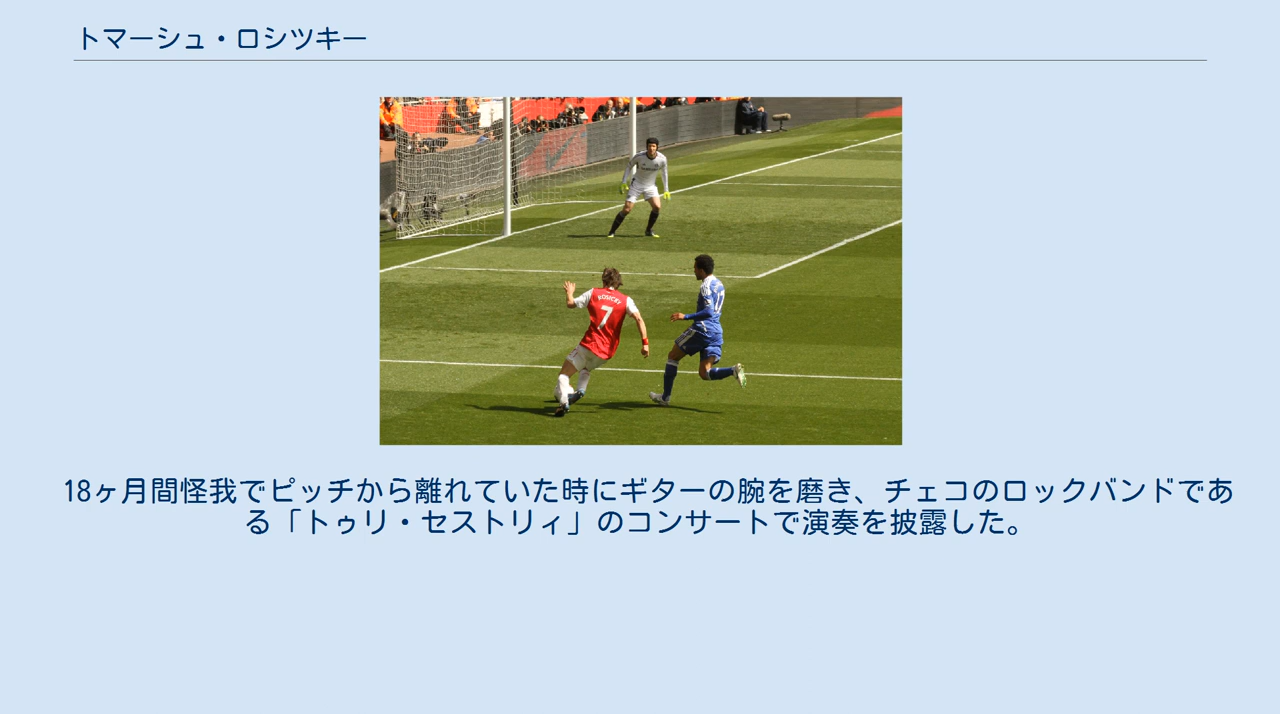 トマーシュ・ロシツキー
ROSICKY
7
17
18ヶ月間怪我でピッチから離れていた時にギターの腕を磨き、チェコのロックバンドであ
る「トゥリ・セストリィ」のコンサートで演奏を披露した。